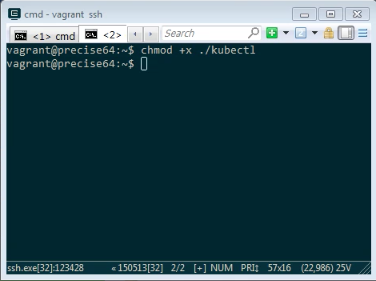 cmd - vagrant ssh
<1> cmd
<2>
Search
vagrant@precise64:~$ chmod +x ./kubectl
vagrant@precise64:~$
ssh.exe[32]:123428 «150513[32] 2/2 [+] NUM PRI↕ 57x16 (22,986) 25V